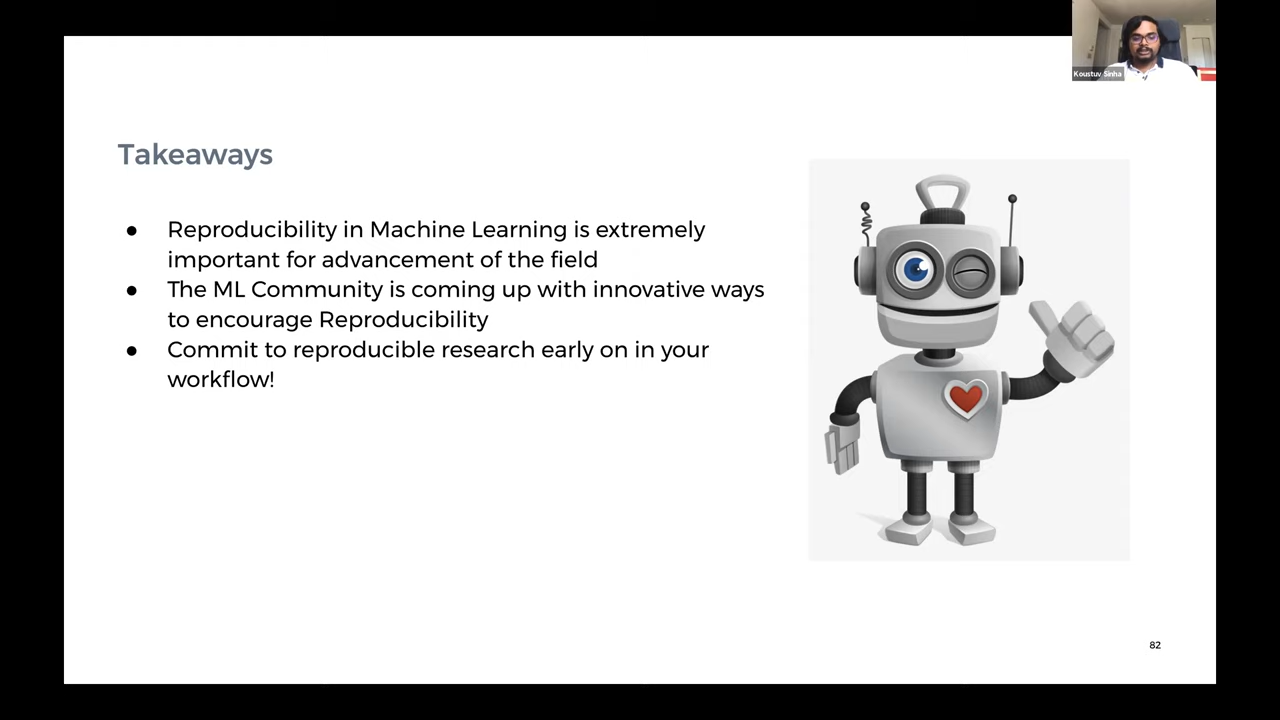 Koustuv Sinha
Takeaways
● Reproducibility in Machine Learning is extremely
important for advancement of the field
● The ML Community is coming up with innovative ways
to encourage Reproducibility
● Commit to reproducible research early on in your
workflow!
82